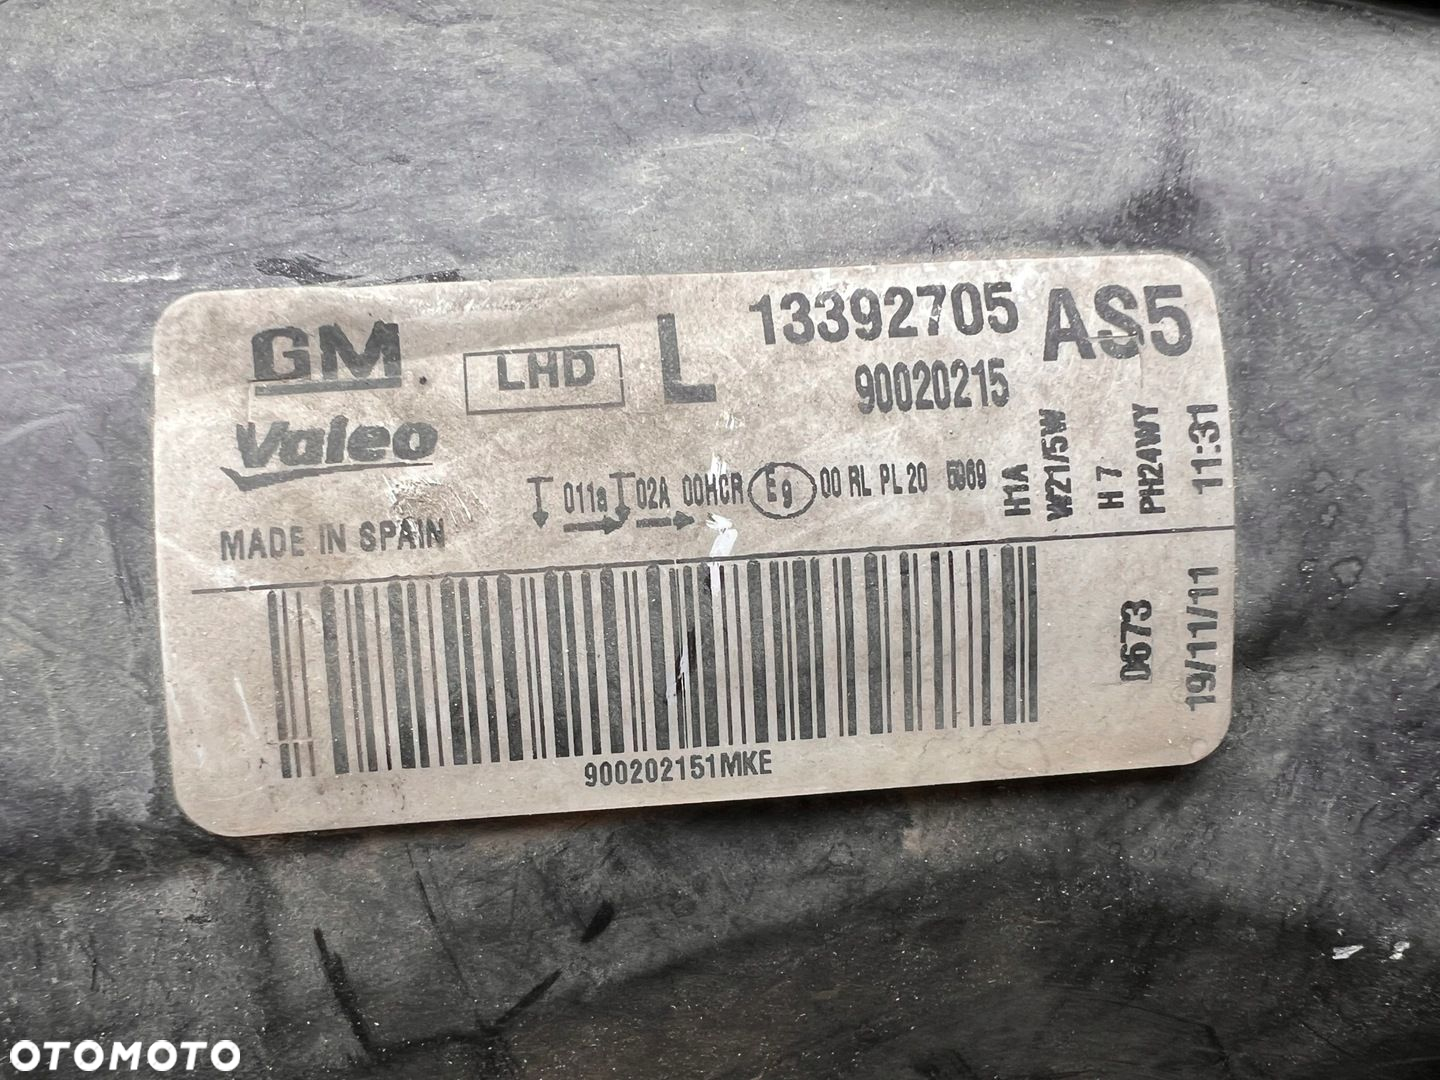 GM LHD L 13392705 AS5
Valeo 90020215
011a 02A 00HCR E9 00 RL PL 20 5969
MADE IN SPAIN
H1A
W21/5W
H 7
PH24WY
11:31
0673
19/11/11
900202151MKE
OTOMOTO